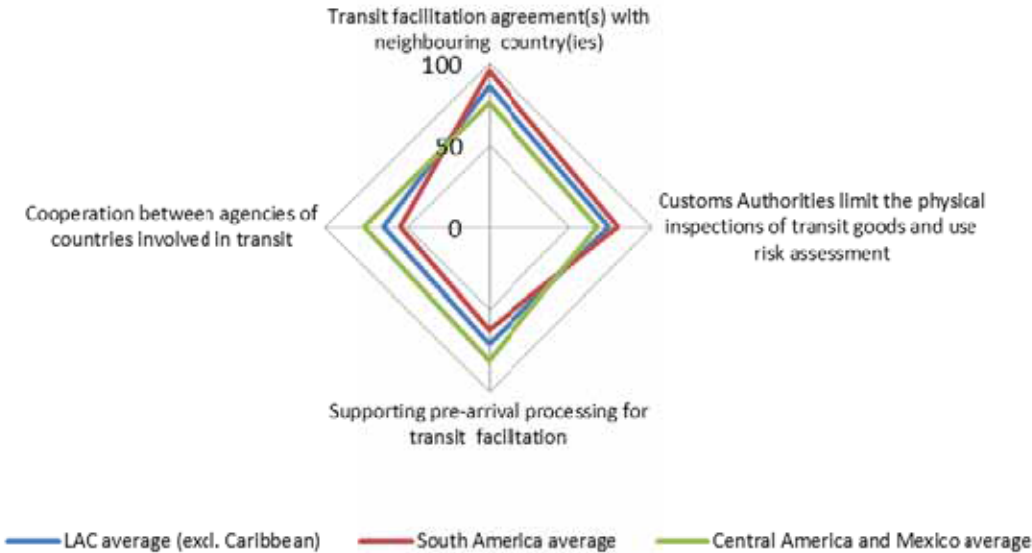 Transit facilitation agreement(s) with
neighbouring country(ies)
100
50
0
Cooperation between agencies of
countries involved in transit
Customs Authorities limit the physical
inspections of transit goods and use
risk assessment
Supporting pre-arrival processing for
transit facilitation
LAC average (excl. Caribbean)
South America average
Central America and Mexico average